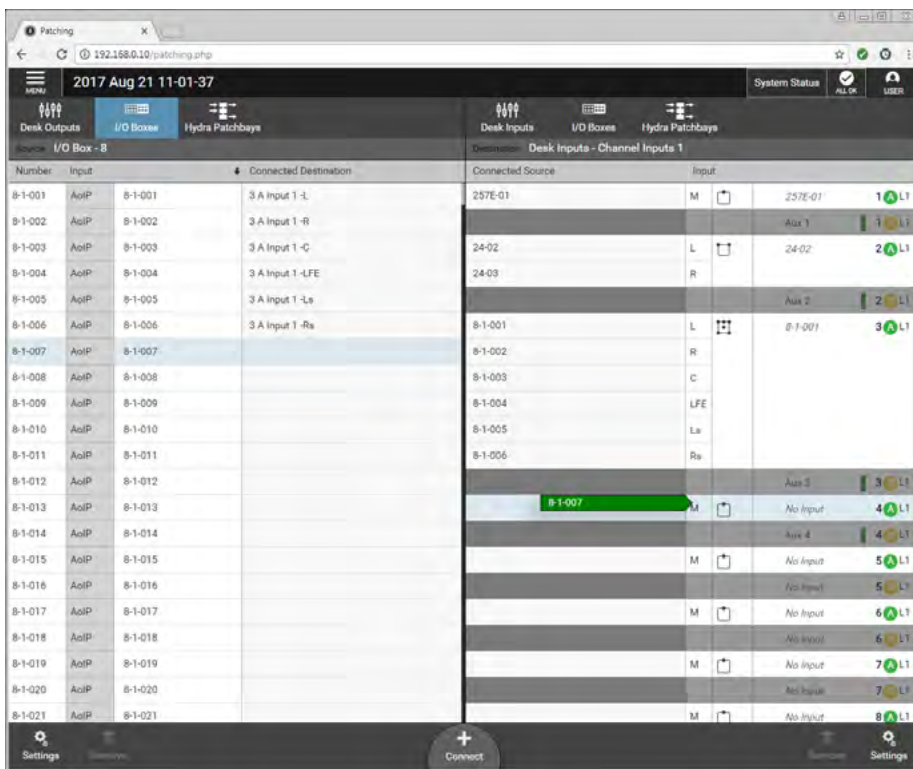 Patching
192.168.0.10/patching.php
MENU
2017 Aug 21 11-01-37
System Status
ALL OK
USER
Desk Outputs
I/O Boxes
Hydra Patchbays
Desk Inputs
I/O Boxes
Hydra Patchbays
Source I/O Box - 8
Destination Desk Inputs - Channel Inputs 1
Number Input Connected Destination
8-1-001 AoIP 8-1-001 3 A Input 1 -L
8-1-002 AoIP 8-1-002 3 A Input 1 -R
8-1-003 AoIP 8-1-003 3 A Input 1 -C
8-1-004 AoIP 8-1-004 3 A Input 1 -LFE
8-1-005 AoIP 8-1-005 3 A Input 1 -Ls
8-1-006 AoIP 8-1-006 3 A Input 1 -Rs
8-1-007 AoIP 8-1-007
8-1-008 AoIP 8-1-008
8-1-009 AoIP 8-1-009
8-1-010 AoIP 8-1-010
8-1-011 AoIP 8-1-011
8-1-012 AoIP 8-1-012
8-1-013 AoIP 8-1-013
8-1-014 AoIP 8-1-014
8-1-015 AoIP 8-1-015
8-1-016 AoIP 8-1-016
8-1-017 AoIP 8-1-017
8-1-018 AoIP 8-1-018
8-1-019 AoIP 8-1-019
8-1-020 AoIP 8-1-020
8-1-021 AoIP 8-1-021
Connected Source Input
257E-01 M 257E-01 1 A L1
Aux 1 1 L1
24-02 L 24-02 2 A L1
24-03 R
Aux 2 2 L1
8-1-001 L 8-1-001 3 A L1
8-1-002 R
8-1-003 C
8-1-004 LFE
8-1-005 Ls
8-1-006 Rs
Aux 3 3 L1
8-1-007 M No Input 4 A L1
Aux 4 4 L1
M No Input 5 A L1
No Input 5 L1
M No Input 6 A L1
No Input 6 L1
M No Input 7 A L1
No Input 7 L1
M No Input 8 A L1
Settings
Remove
Connect
Remove
Settings